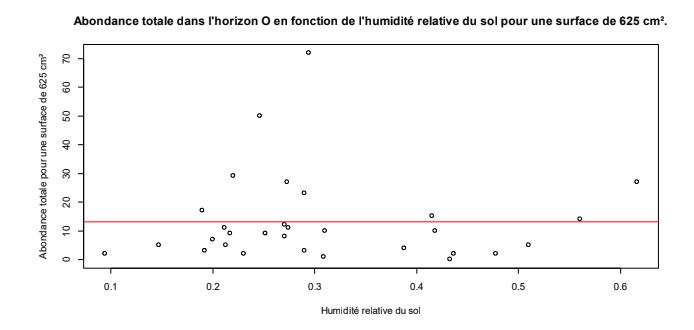 Abondance totale dans l'horizon O en fonction de l'humidité relative du sol pour une surface de 625 cm².
Abondance totale pour une surface de 625 cm²
70
60
50
40
30
20
10
0
0.1 0.2 0.3 0.4 0.5 0.6
Humidité relative du sol